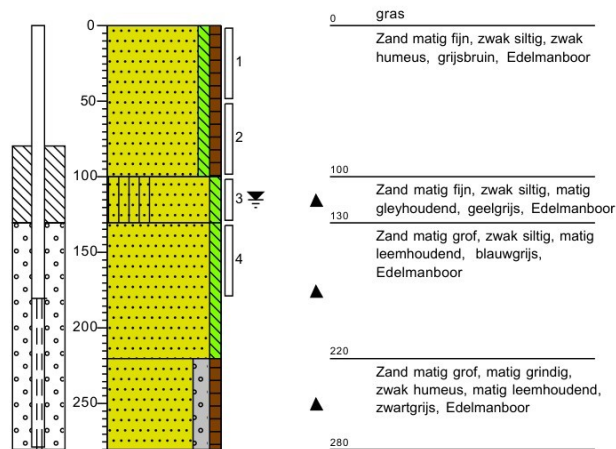 0
50
100
150
200
250
1
2
3
4
0
gras
Zand matig fijn, zwak siltig, zwak
humeus, grijsbruin, Edelmanboor
100
Zand matig fijn, zwak siltig, matig
gleyhoudend, geelgrijs, Edelmanboor
130
Zand matig grof, zwak siltig, matig
leemhoudend, blauwgrijs,
Edelmanboor
220
Zand matig grof, matig grindig,
zwak humeus, matig leemhoudend,
zwartgrijs, Edelmanboor
280